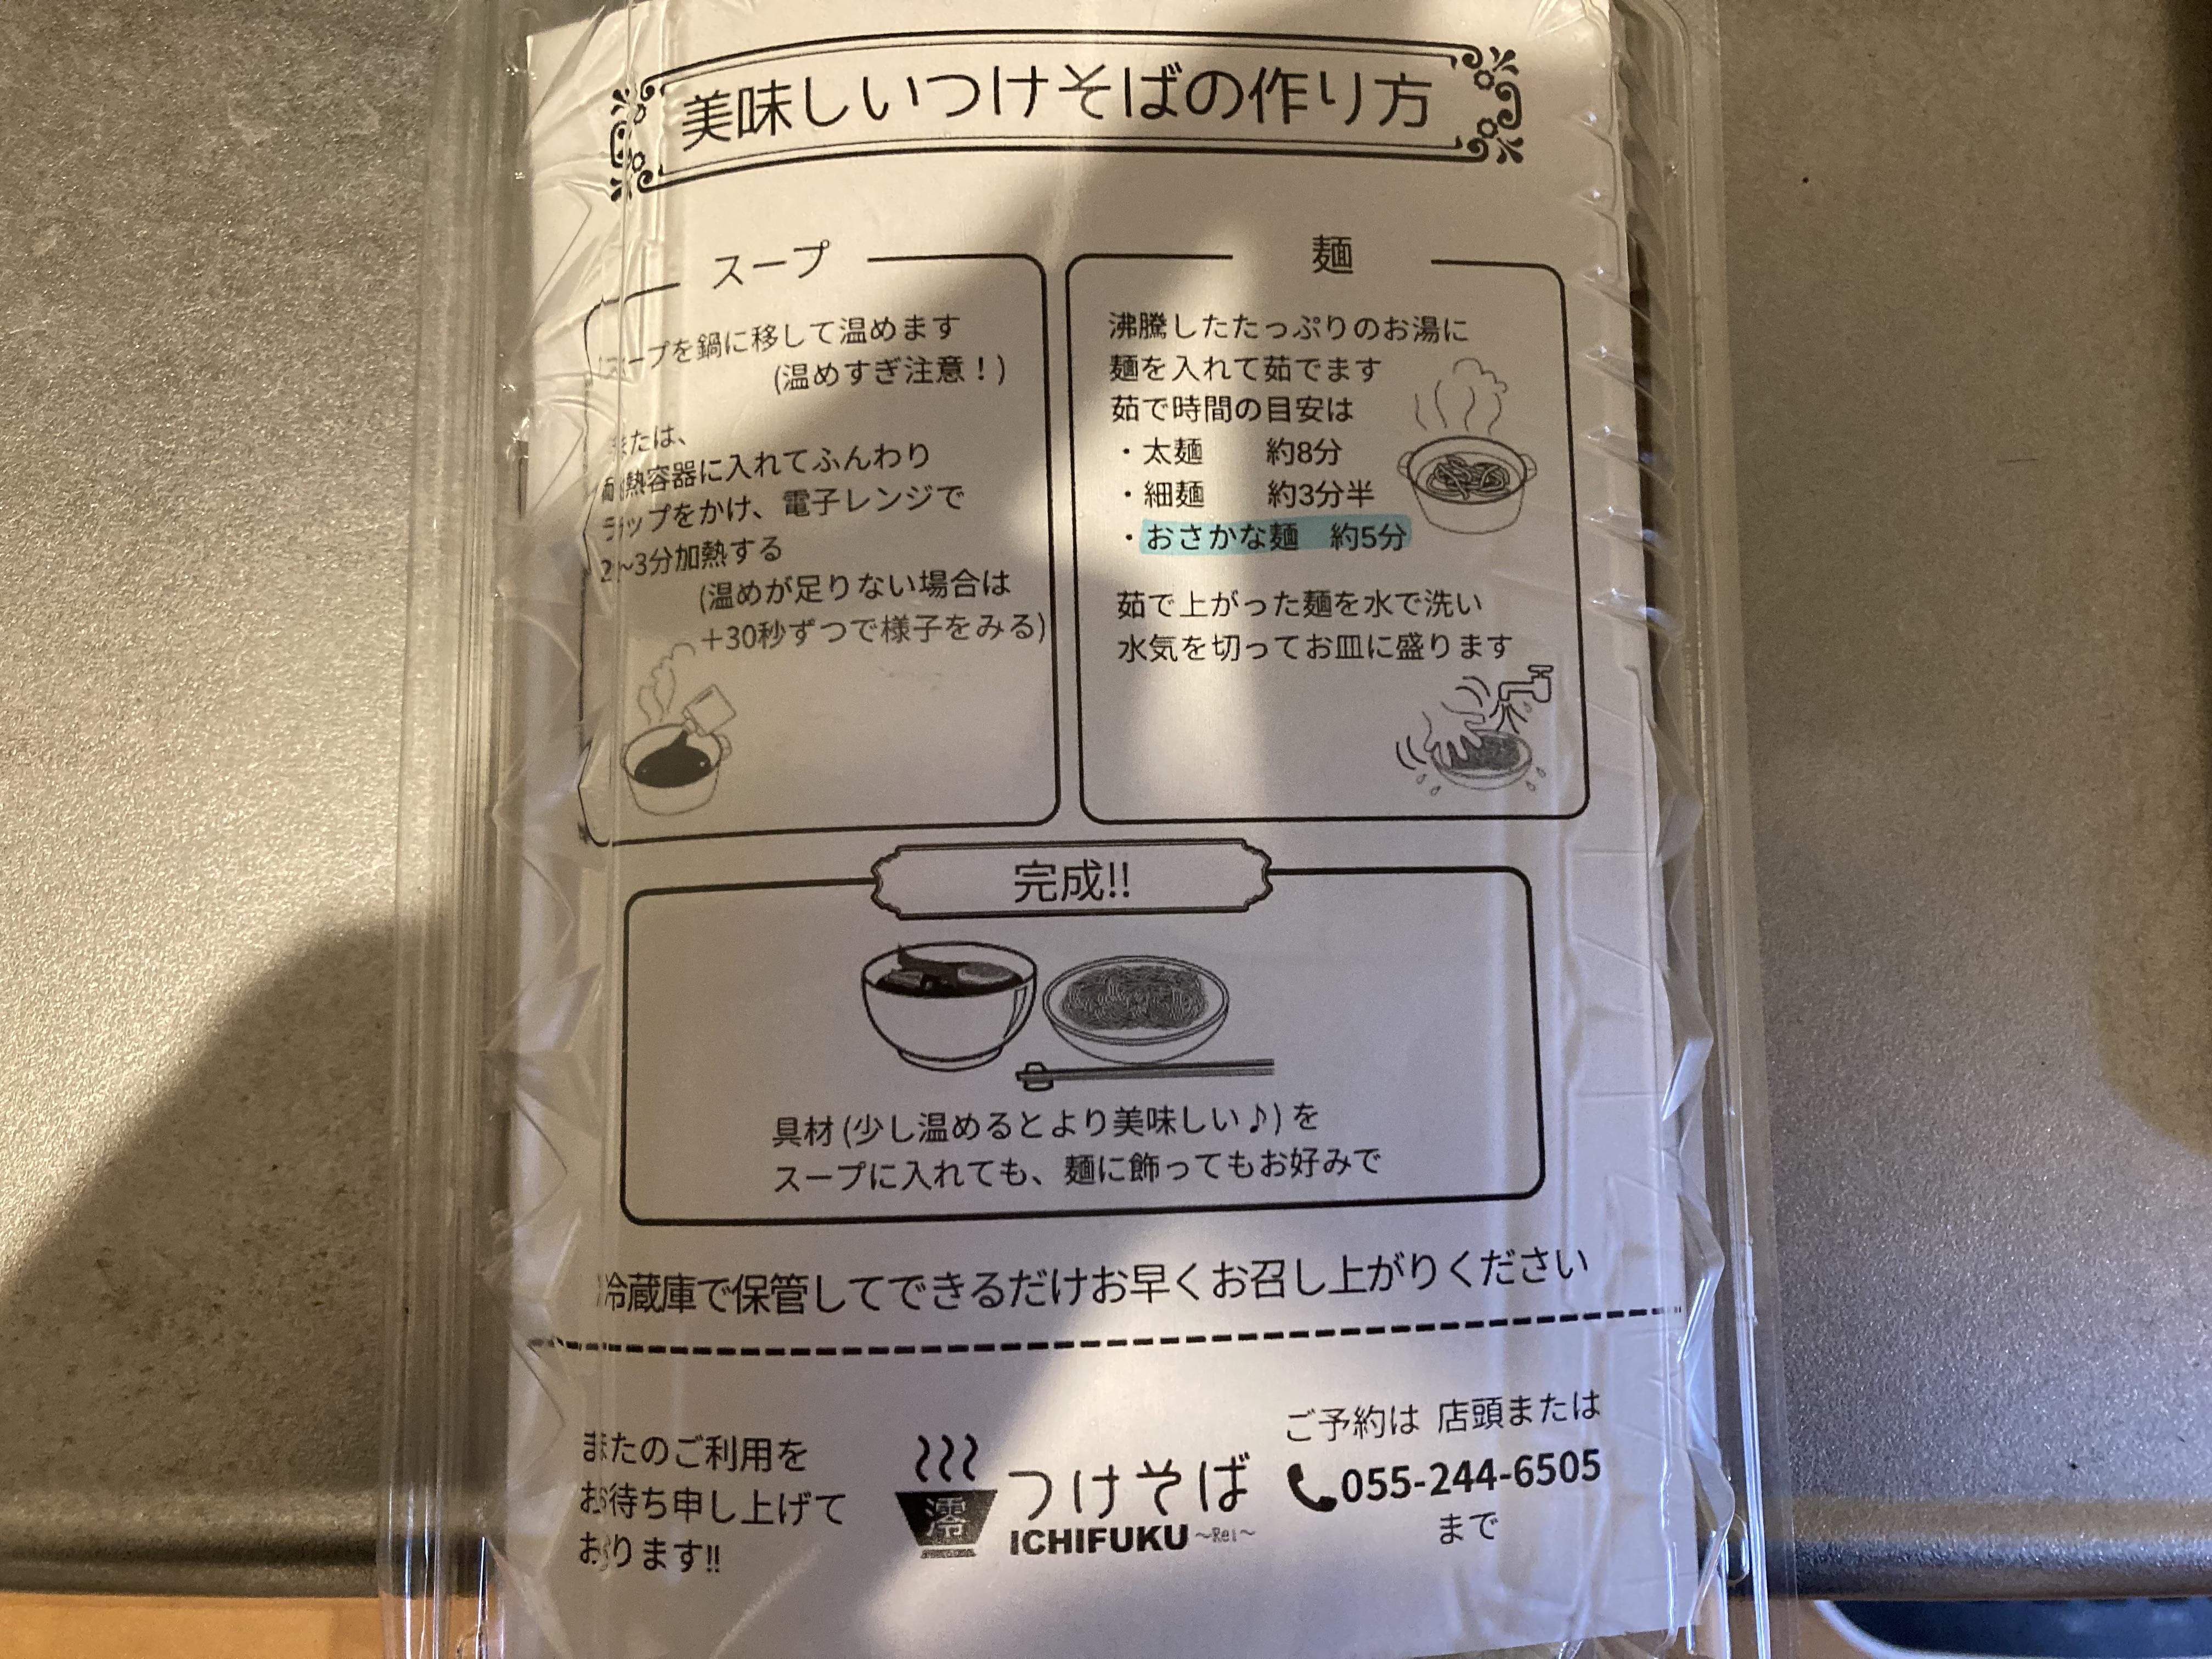 美味しいつけそばの作り方
スープ
スープを鍋に移して温めます
(温めすぎ注意！)
または、
耐熱容器に入れてふんわり
ラップをかけ、電子レンジで
2~3分加熱する
(温めが足りない場合は
＋30秒ずつで様子をみる)
麺
沸騰したたっぷりのお湯に
麺を入れて茹でます
茹で時間の目安は
・太麺　　約8分
・細麺　　約3分半
・おさかな麺　約5分
茹で上がった麺を水で洗い
水気を切ってお皿に盛ります
完成!!
具材 (少し温めるとより美味しい♪) を
スープに入れても、麺に飾ってもお好みで
冷蔵庫で保管してできるだけお早くお召し上がりください
またのご利用を
お待ち申し上げて
おります!!
澪
つけそば
ICHIFUKU ～Rei～
ご予約は 店頭または
055-244-6505
まで